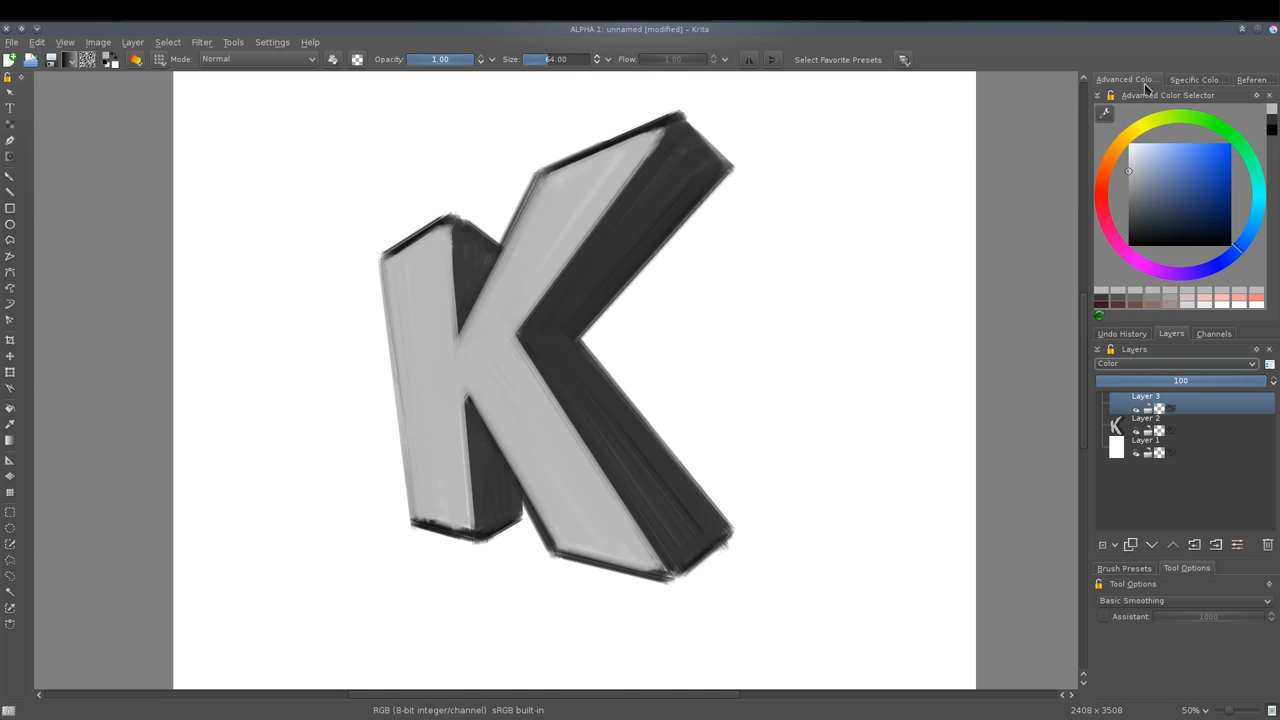 ALPHA 1: unnamed [modified] – Krita
File Edit View Image Layer Select Filter Tools Settings Help
Mode: Normal Opacity: 1.00 Size: 64.00 Flow: 1.00 Select Favorite Presets
Advanced Colo... Specific Colo... Referen...
Advanced Color Selector
K
Undo History Layers Channels
Layers
Color
100
Layer 3
Layer 2
Layer 1
Brush Presets Tool Options
Tool Options
Basic Smoothing
Assistant: 1000
RGB (8-bit integer/channel) sRGB built-in 2408 x 3508 50%